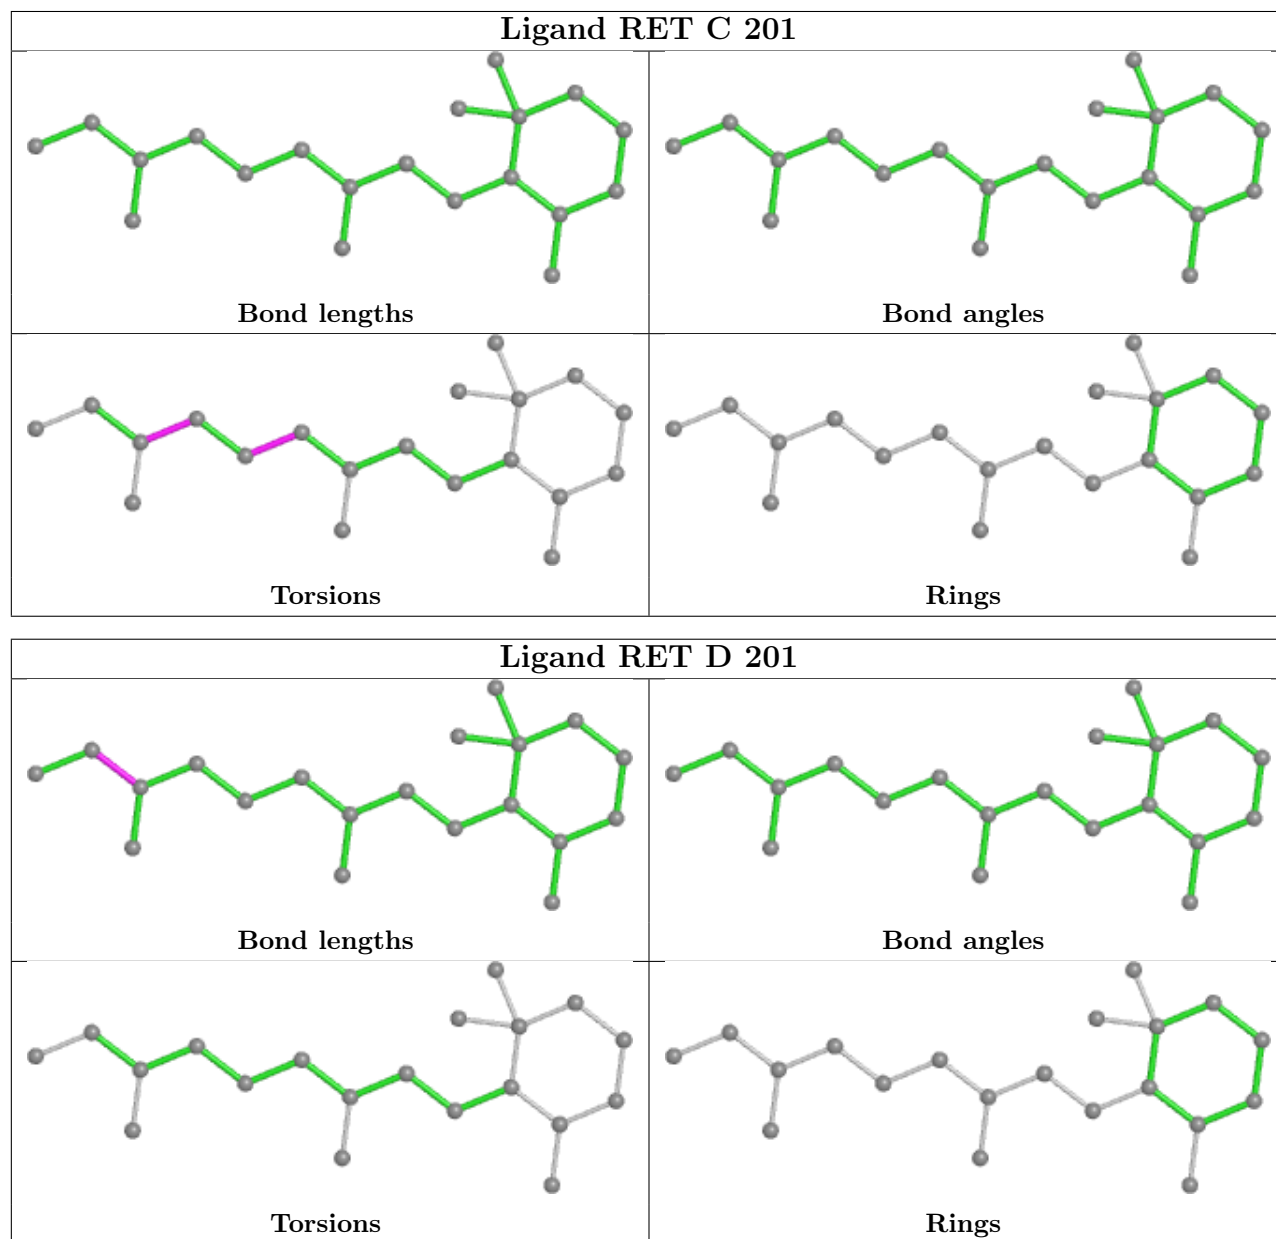 Ligand RET C 201
Bond lengths
Bond angles
Torsions
Rings
Ligand RET D 201
Bond lengths
Bond angles
Torsions
Rings